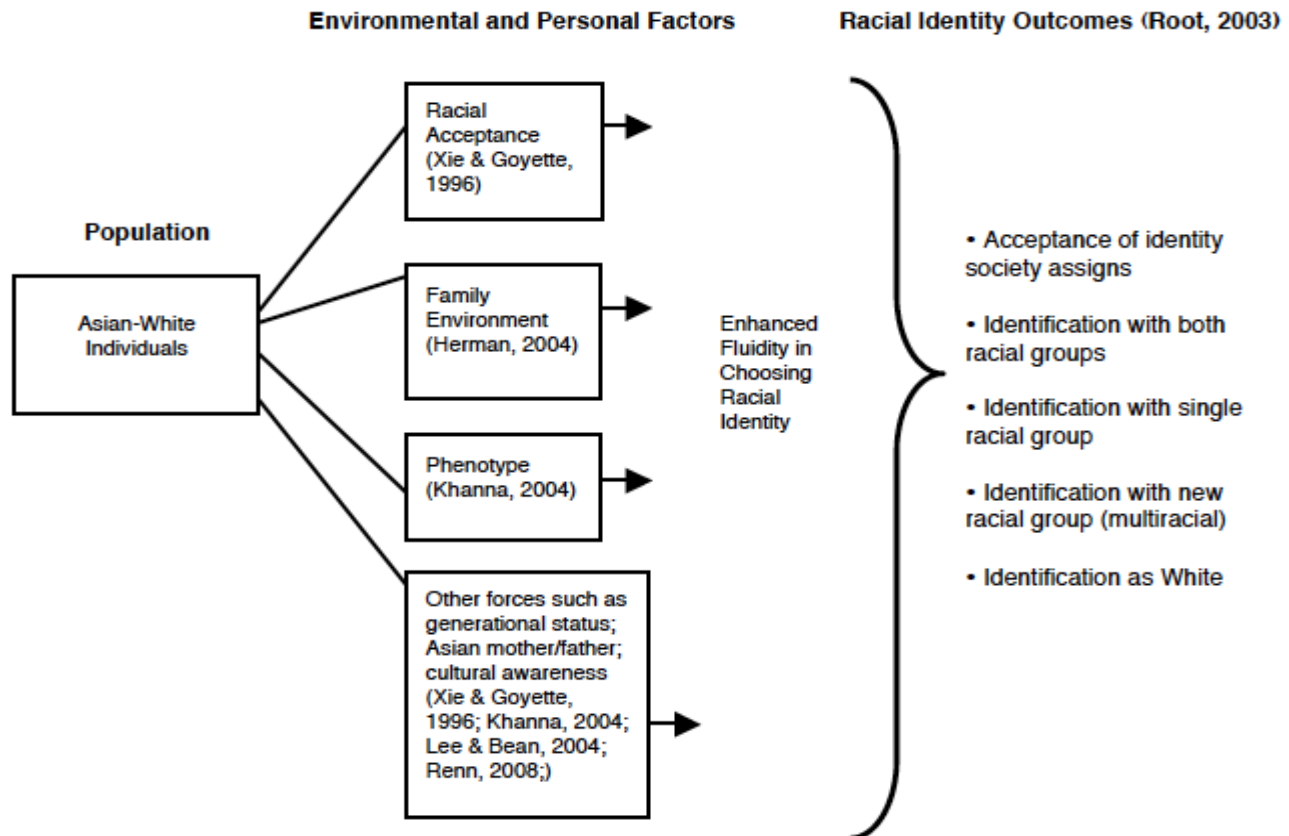 Environmental and Personal Factors
Racial Identity Outcomes (Root, 2003)
Population
Asian-White
Individuals
Racial
Acceptance
(Xie & Goyette,
1996)
Family
Environment
(Herman, 2004)
Phenotype
(Khanna, 2004)
Other forces such as
generational status;
Asian mother/father;
cultural awareness
(Xie & Goyette,
1996; Khanna, 2004;
Lee & Bean, 2004;
Renn, 2008;)
Enhanced
Fluidity in
Choosing
Racial
Identity
• Acceptance of identity
society assigns
• Identification with both
racial groups
• Identification with single
racial group
• Identification with new
racial group (multiracial)
• Identification as White